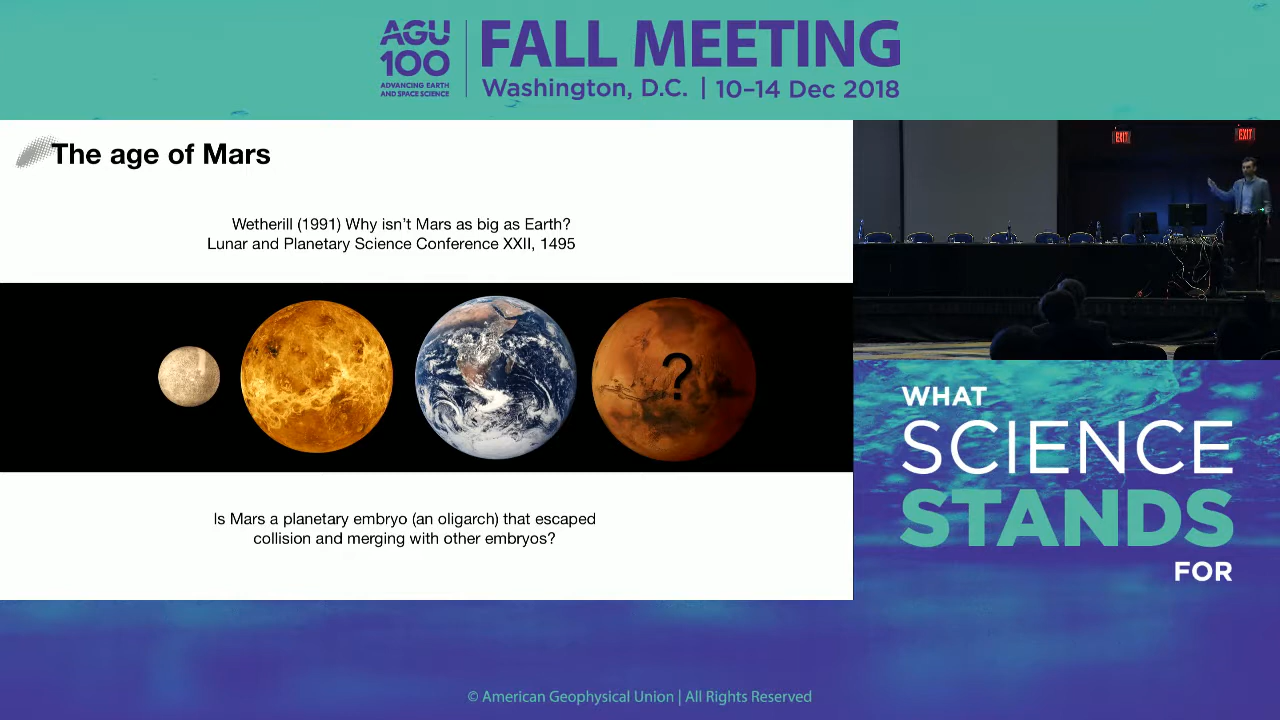 AGU
100
ADVANCING EARTH
AND SPACE SCIENCE
FALL MEETING
Washington, D.C. | 10–14 Dec 2018
The age of Mars
Wetherill (1991) Why isn't Mars as big as Earth?
Lunar and Planetary Science Conference XXII, 1495
?
Is Mars a planetary embryo (an oligarch) that escaped
collision and merging with other embryos?
EXIT
EXIT
WHAT
SCIENCE
STANDS
FOR
© American Geophysical Union | All Rights Reserved